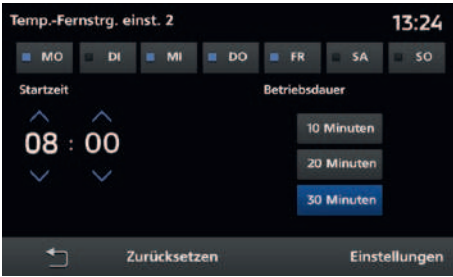 Temp.-Fernstrg. einst. 2 13:24
MO DI MI DO FR SA SO
Startzeit Betriebsdauer
10 Minuten
08 : 00
20 Minuten
30 Minuten
Zurücksetzen Einstellungen